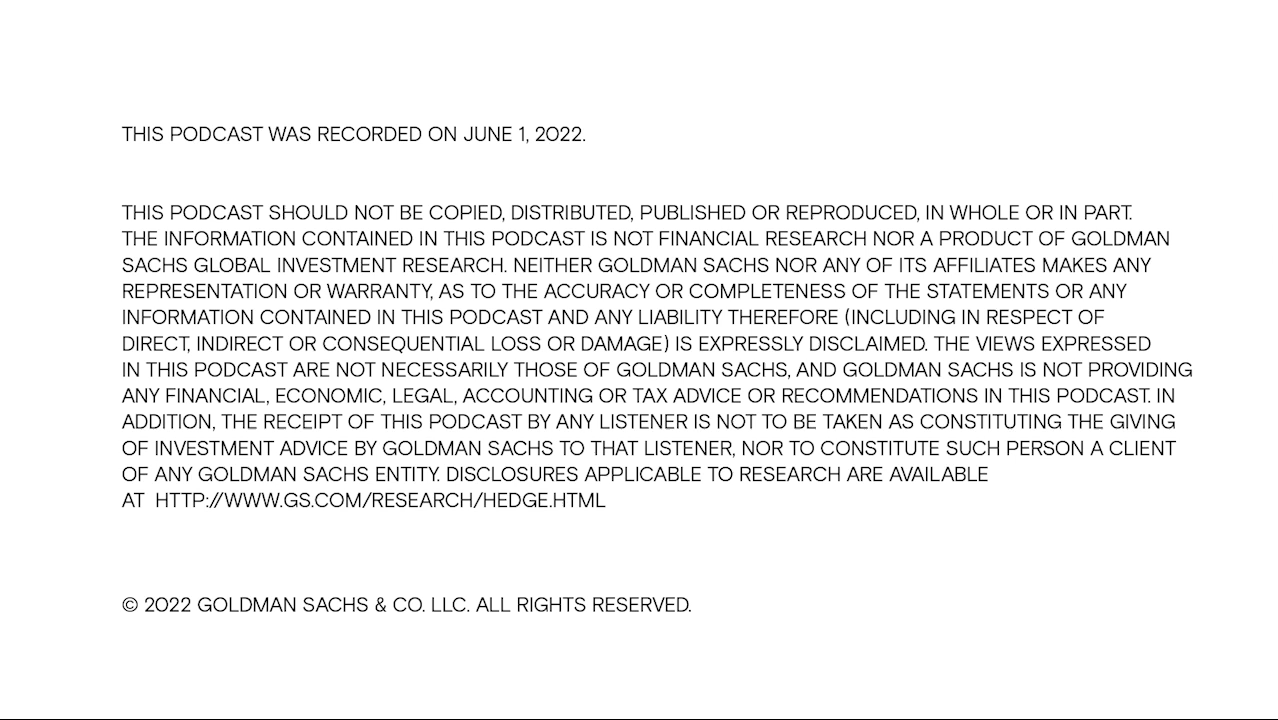 THIS PODCAST WAS RECORDED ON JUNE 1, 2022.
THIS PODCAST SHOULD NOT BE COPIED, DISTRIBUTED, PUBLISHED OR REPRODUCED, IN WHOLE OR IN PART.
THE INFORMATION CONTAINED IN THIS PODCAST IS NOT FINANCIAL RESEARCH NOR A PRODUCT OF GOLDMAN
SACHS GLOBAL INVESTMENT RESEARCH. NEITHER GOLDMAN SACHS NOR ANY OF ITS AFFILIATES MAKES ANY
REPRESENTATION OR WARRANTY, AS TO THE ACCURACY OR COMPLETENESS OF THE STATEMENTS OR ANY
INFORMATION CONTAINED IN THIS PODCAST AND ANY LIABILITY THEREFORE (INCLUDING IN RESPECT OF
DIRECT, INDIRECT OR CONSEQUENTIAL LOSS OR DAMAGE) IS EXPRESSLY DISCLAIMED. THE VIEWS EXPRESSED
IN THIS PODCAST ARE NOT NECESSARILY THOSE OF GOLDMAN SACHS, AND GOLDMAN SACHS IS NOT PROVIDING
ANY FINANCIAL, ECONOMIC, LEGAL, ACCOUNTING OR TAX ADVICE OR RECOMMENDATIONS IN THIS PODCAST. IN
ADDITION, THE RECEIPT OF THIS PODCAST BY ANY LISTENER IS NOT TO BE TAKEN AS CONSTITUTING THE GIVING
OF INVESTMENT ADVICE BY GOLDMAN SACHS TO THAT LISTENER, NOR TO CONSTITUTE SUCH PERSON A CLIENT
OF ANY GOLDMAN SACHS ENTITY. DISCLOSURES APPLICABLE TO RESEARCH ARE AVAILABLE
AT HTTP://WWW.GS.COM/RESEARCH/HEDGE.HTML
© 2022 GOLDMAN SACHS & CO. LLC. ALL RIGHTS RESERVED.